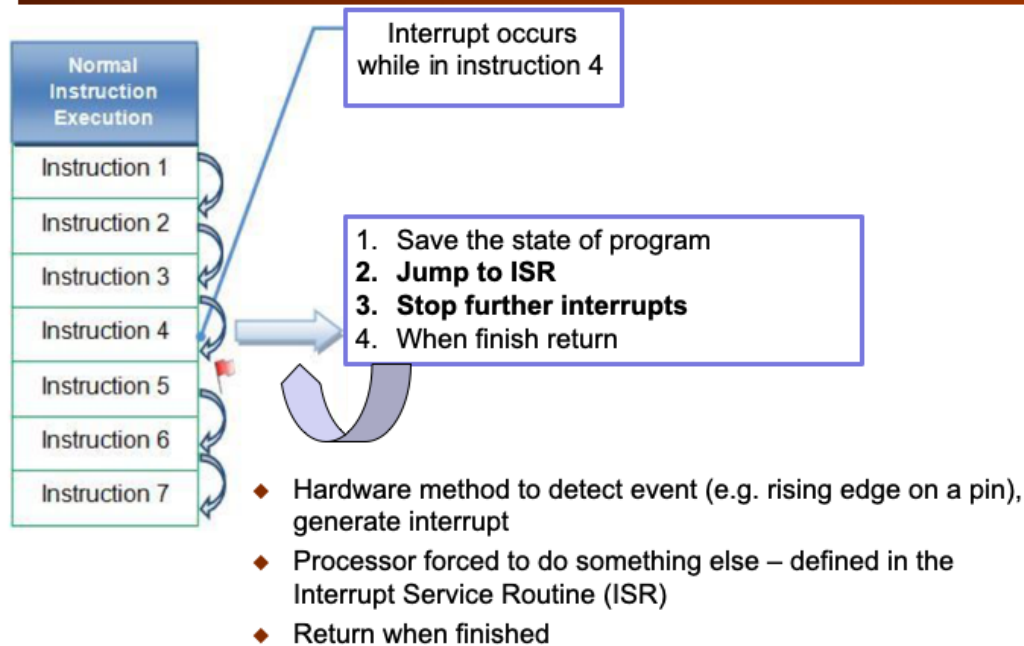 Normal
Instruction
Execution
Instruction 1
Instruction 2
Instruction 3
Instruction 4
Instruction 5
Instruction 6
Instruction 7
Interrupt occurs
while in instruction 4
1. Save the state of program
2. Jump to ISR
3. Stop further interrupts
4. When finish return
Hardware method to detect event (e.g. rising edge on a pin),
generate interrupt
Processor forced to do something else – defined in the
Interrupt Service Routine (ISR)
Return when finished